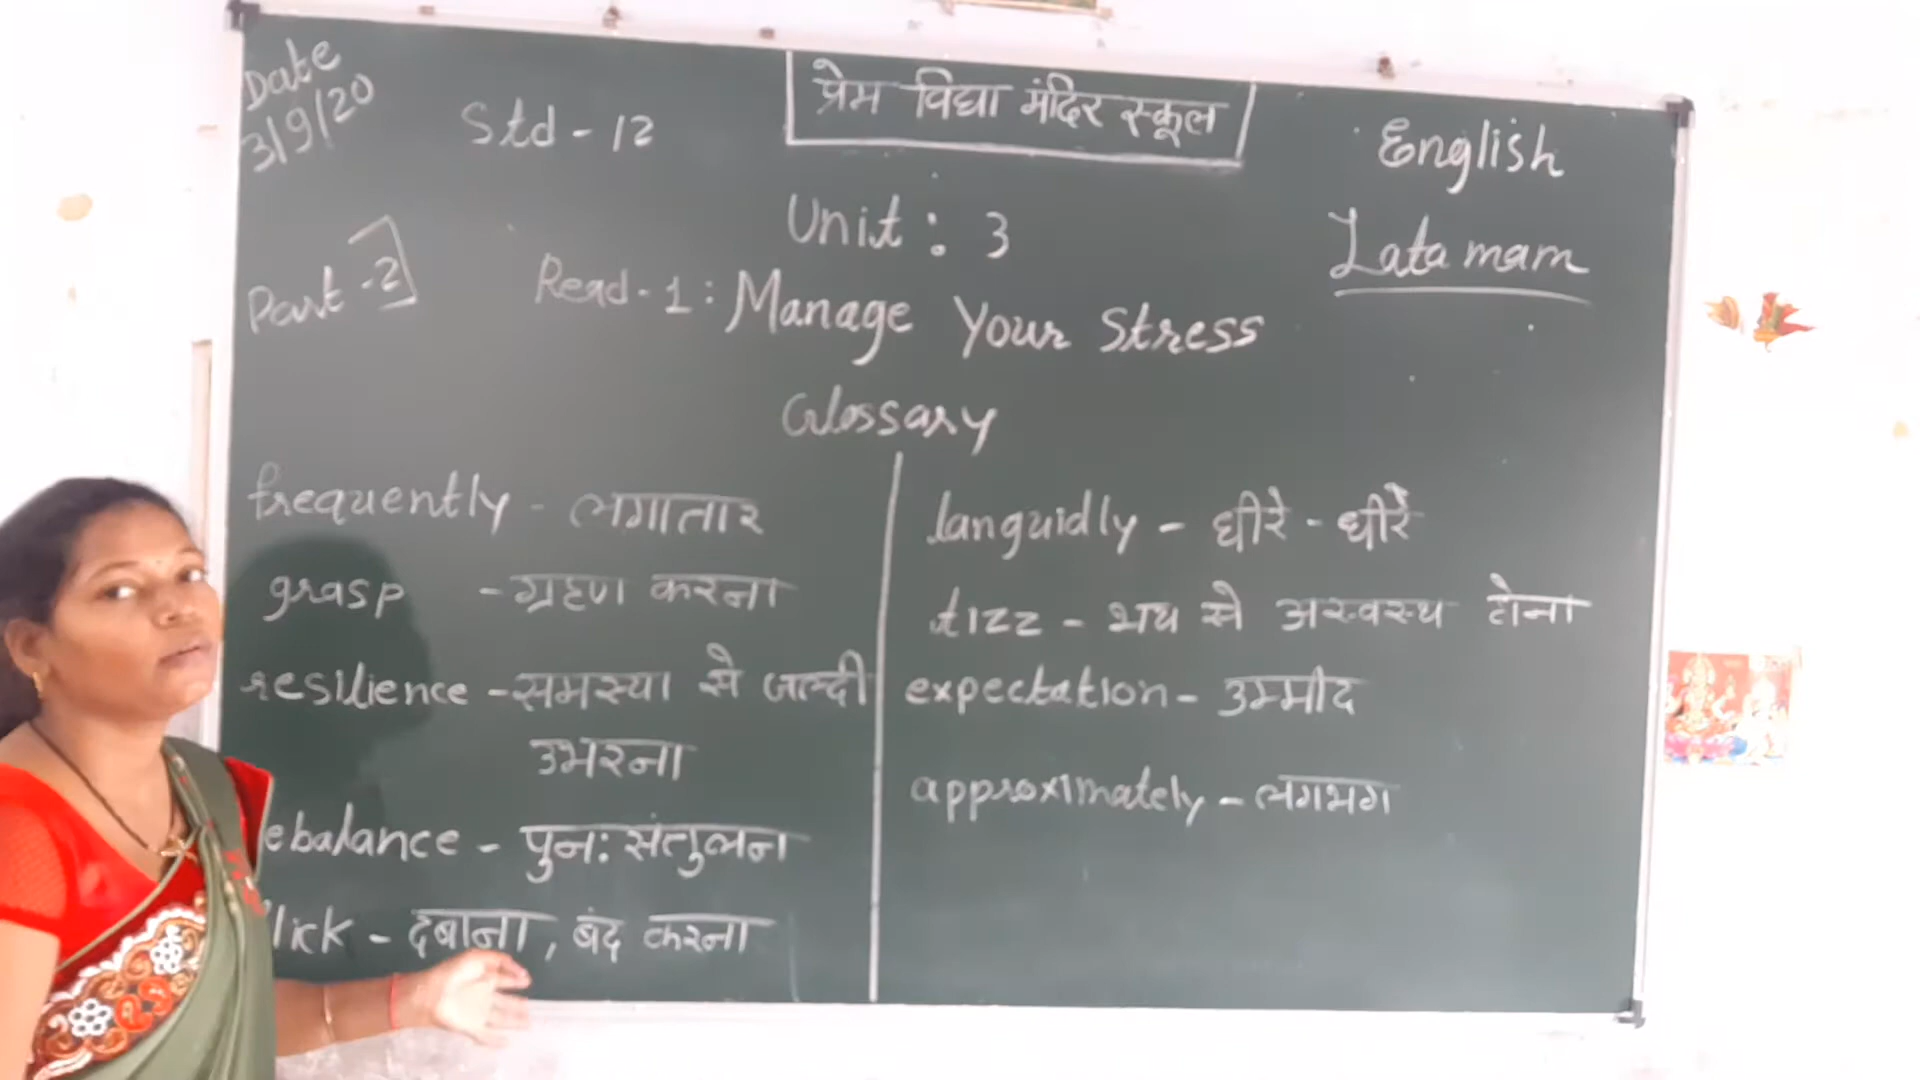 Date
3/9/20
Std - 12
प्रेम विद्या मंदिर स्कूल
English
Lata mam
Unit : 3
Part -2
Read - 1 : Manage Your Stress
Glossary
frequently - लगातार
grasp - ग्रहण करना
resilience - समस्या से जल्दी
उभरना
ebalance - पुनः संतुलन
lick - दबाना, बंद करना
languidly - धीरे - धीरे
tizz - भय से अस्वस्थ होना
expectation - उम्मीद
approximately - लगभग